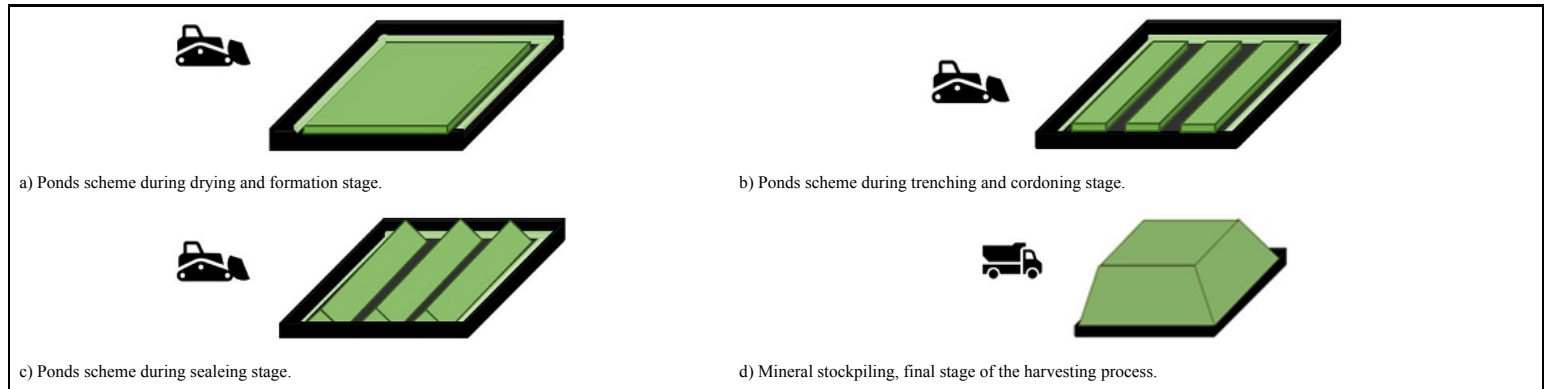 a) Ponds scheme during drying and formation stage.
b) Ponds scheme during trenching and cordoning stage.
c) Ponds scheme during sealeing stage.
d) Mineral stockpiling, final stage of the harvesting process.